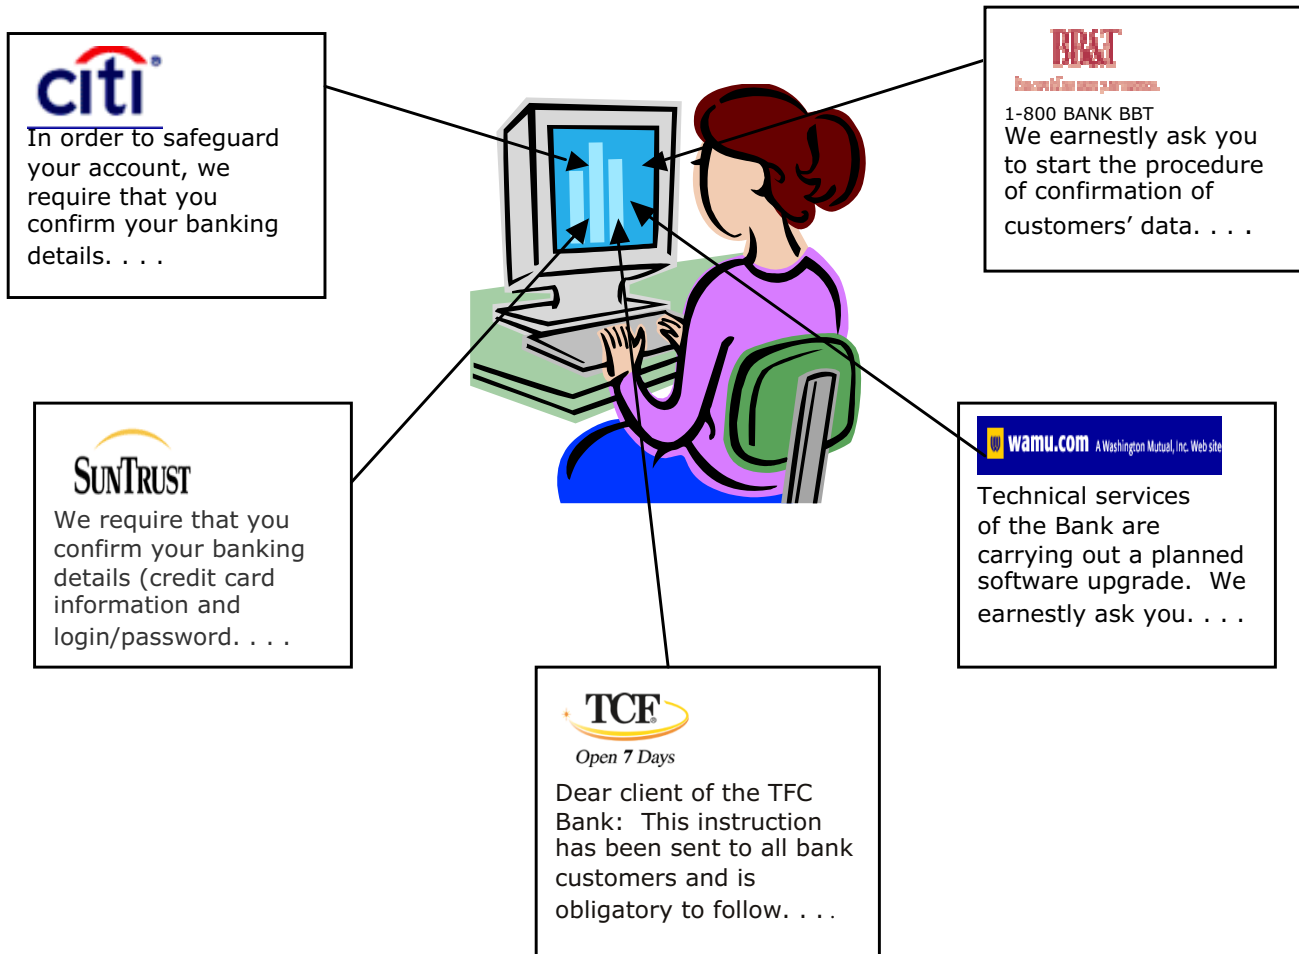 citi®
In order to safeguard
your account, we
require that you
confirm your banking
details. . . .
BB&T
1-800 BANK BBT
We earnestly ask you
to start the procedure
of confirmation of
customers’ data. . . .
SUNTRUST
We require that you
confirm your banking
details (credit card
information and
login/password. . . .
wamu.com A Washington Mutual, Inc. Web site
Technical services
of the Bank are
carrying out a planned
software upgrade. We
earnestly ask you. . . .
TCF®
Open 7 Days
Dear client of the TFC
Bank: This instruction
has been sent to all bank
customers and is
obligatory to follow. . . .